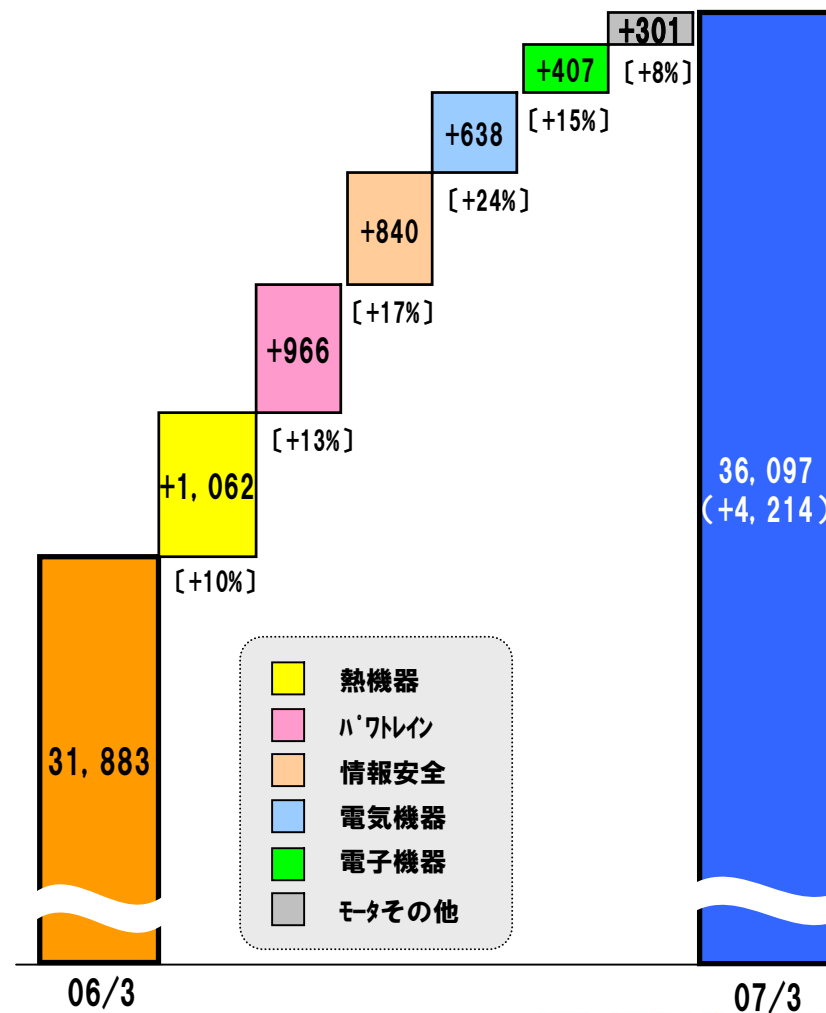 +301
[+8%]
+407
[+15%]
+638
[+24%]
+840
[+17%]
+966
[+13%]
+1,062
[+10%]
36,097
(+4,214)
31,883
熱機器
ﾊﾟﾜﾄﾚｲﾝ
情報安全
電気機器
電子機器
ﾓｰﾀその他
06/3
07/3